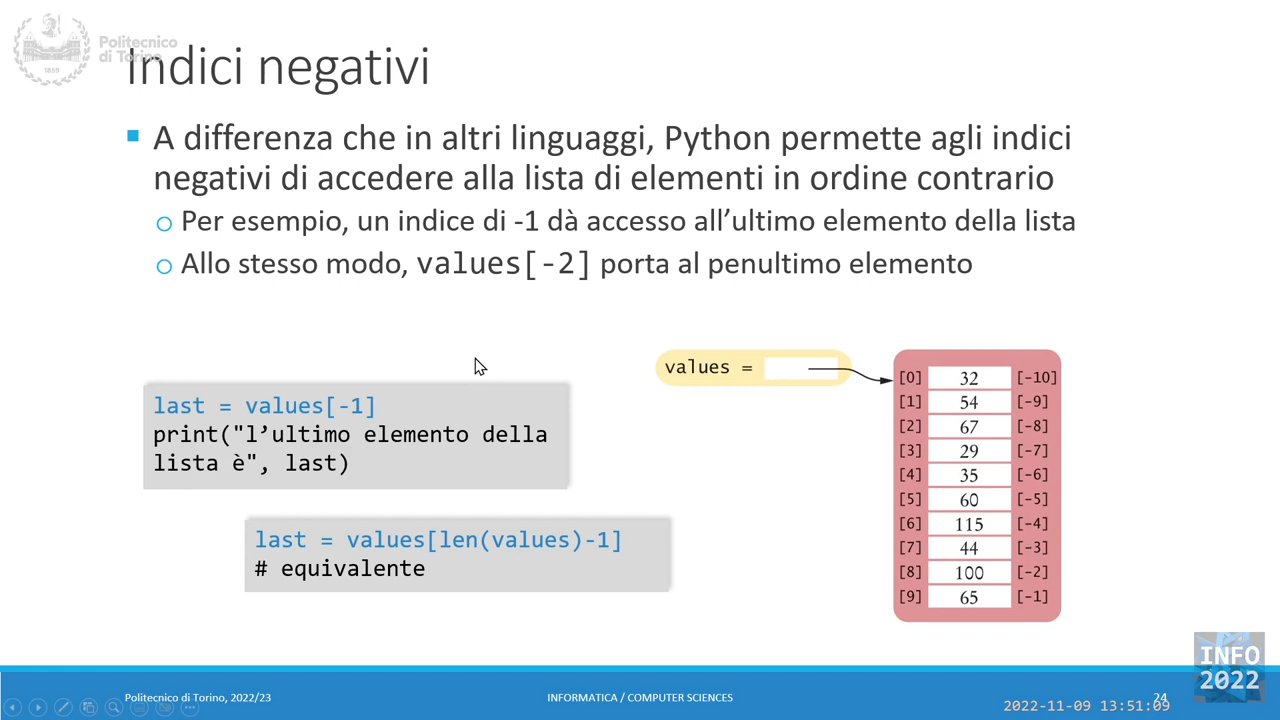 Politecnico
di Torino
1859
Indici negativi
A differenza che in altri linguaggi, Python permette agli indici
negativi di accedere alla lista di elementi in ordine contrario
Per esempio, un indice di -1 dà accesso all’ultimo elemento della lista
Allo stesso modo, values[-2] porta al penultimo elemento
last = values[-1]
print("l’ultimo elemento della
lista è", last)
last = values[len(values)-1]
# equivalente
values =
[0] 32 [-10]
[1] 54 [-9]
[2] 67 [-8]
[3] 29 [-7]
[4] 35 [-6]
[5] 60 [-5]
[6] 115 [-4]
[7] 44 [-3]
[8] 100 [-2]
[9] 65 [-1]
INFO
2022
Politecnico di Torino, 2022/23
INFORMATICA / COMPUTER SCIENCES
24
2022-11-09 13:51:09